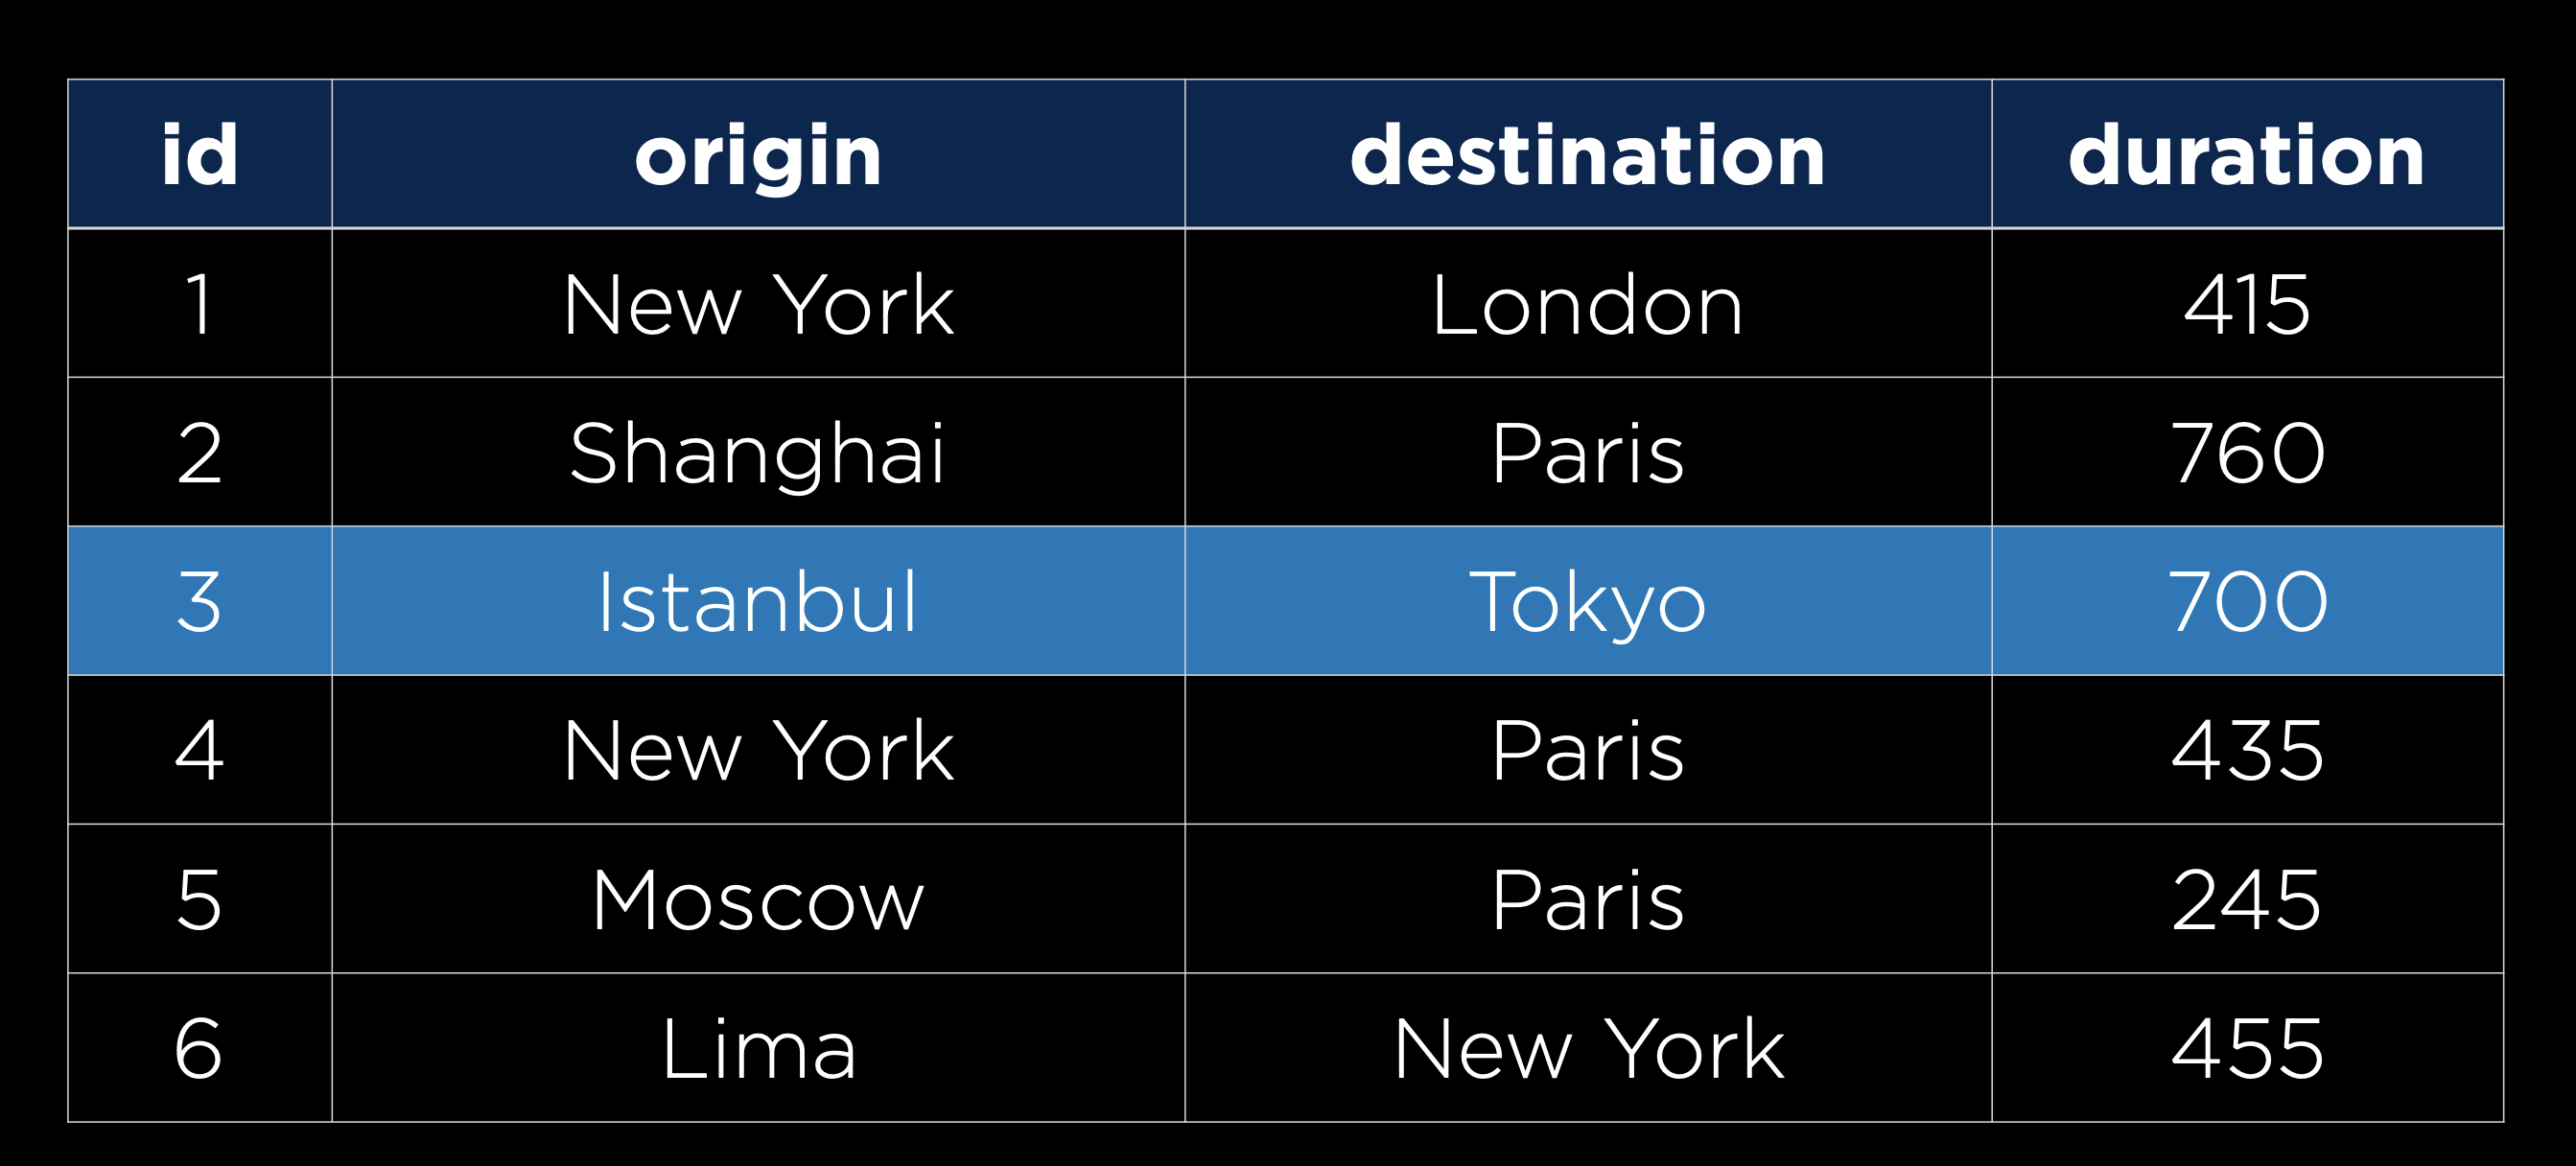 id origin destination duration
1 New York London 415
2 Shanghai Paris 760
3 Istanbul Tokyo 700
4 New York Paris 435
5 Moscow Paris 245
6 Lima New York 455